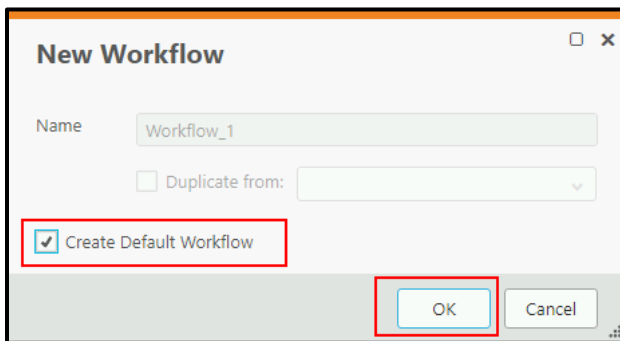 New Workflow
Name Workflow_1
Duplicate from:
Create Default Workflow
OK Cancel